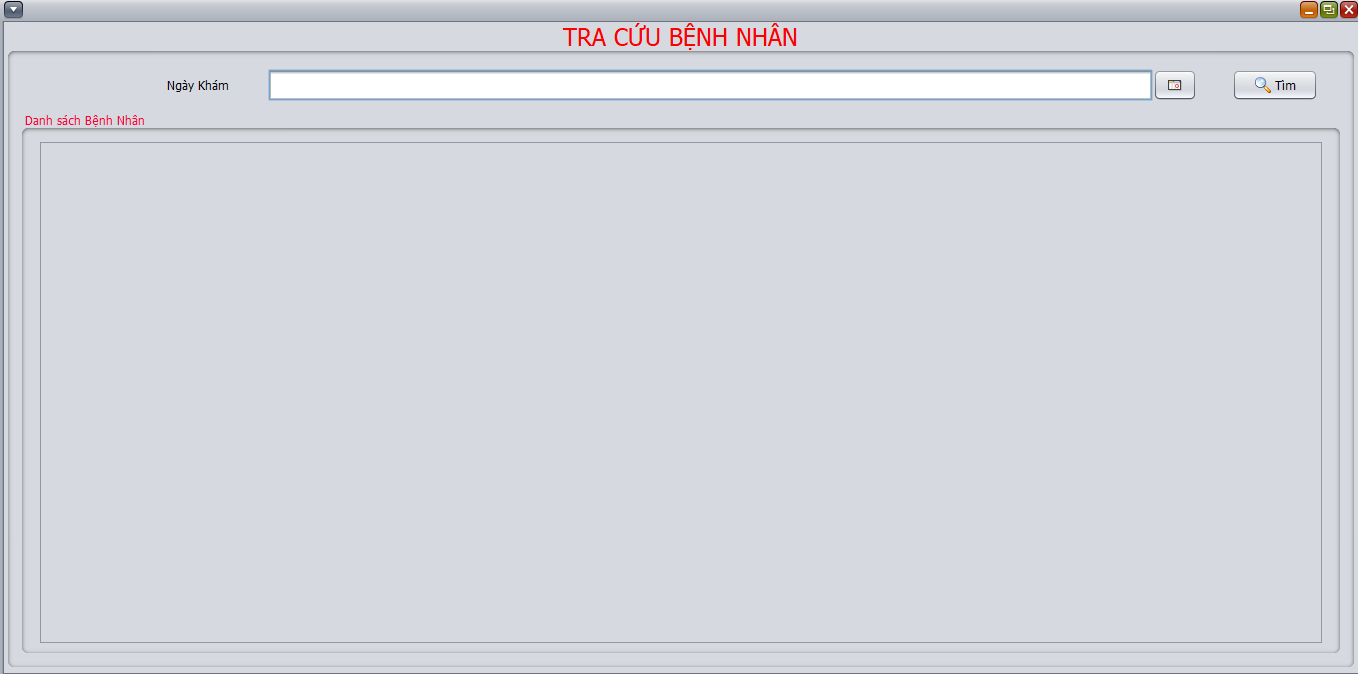 TRA CỨU BỆNH NHÂN
Ngày Khám
Tìm
Danh sách Bệnh Nhân